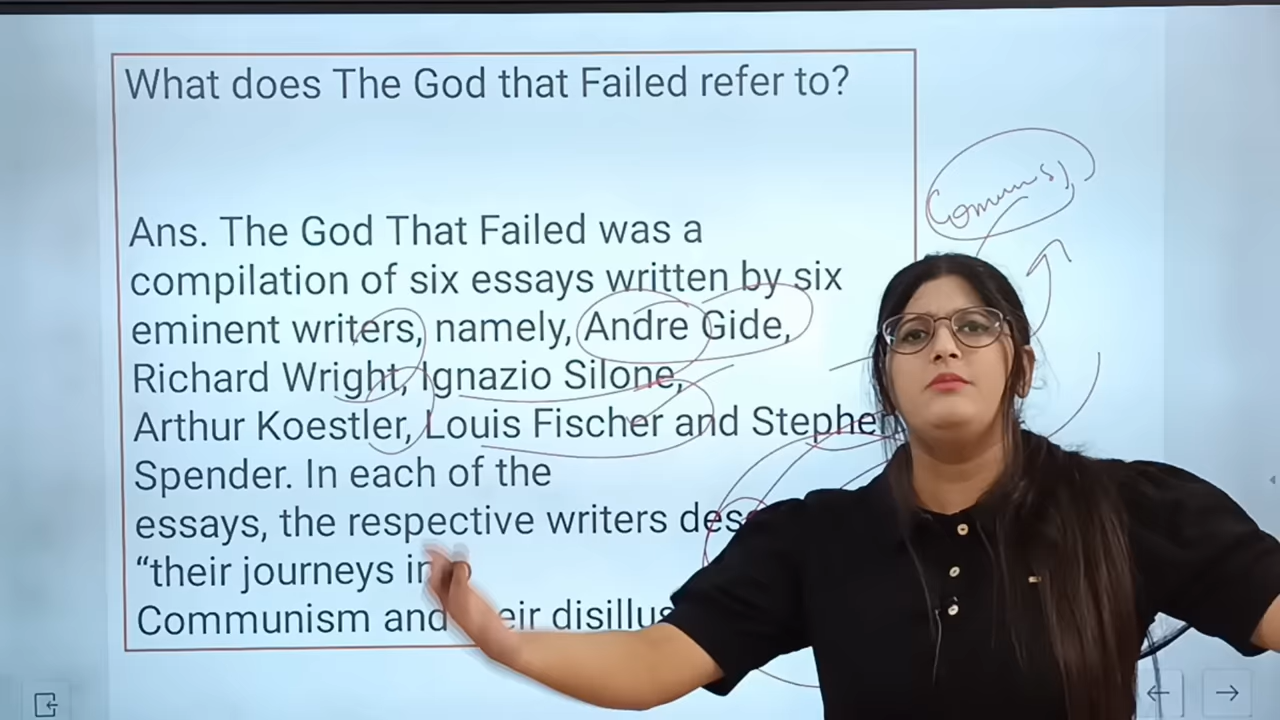 What does The God that Failed refer to?
Ans. The God That Failed was a
compilation of six essays written by six
eminent writers, namely, Andre Gide,
Richard Wright, Ignazio Silone,
Arthur Koestler, Louis Fischer and Stephen
Spender. In each of the
essays, the respective writers
"their journeys
Communism and